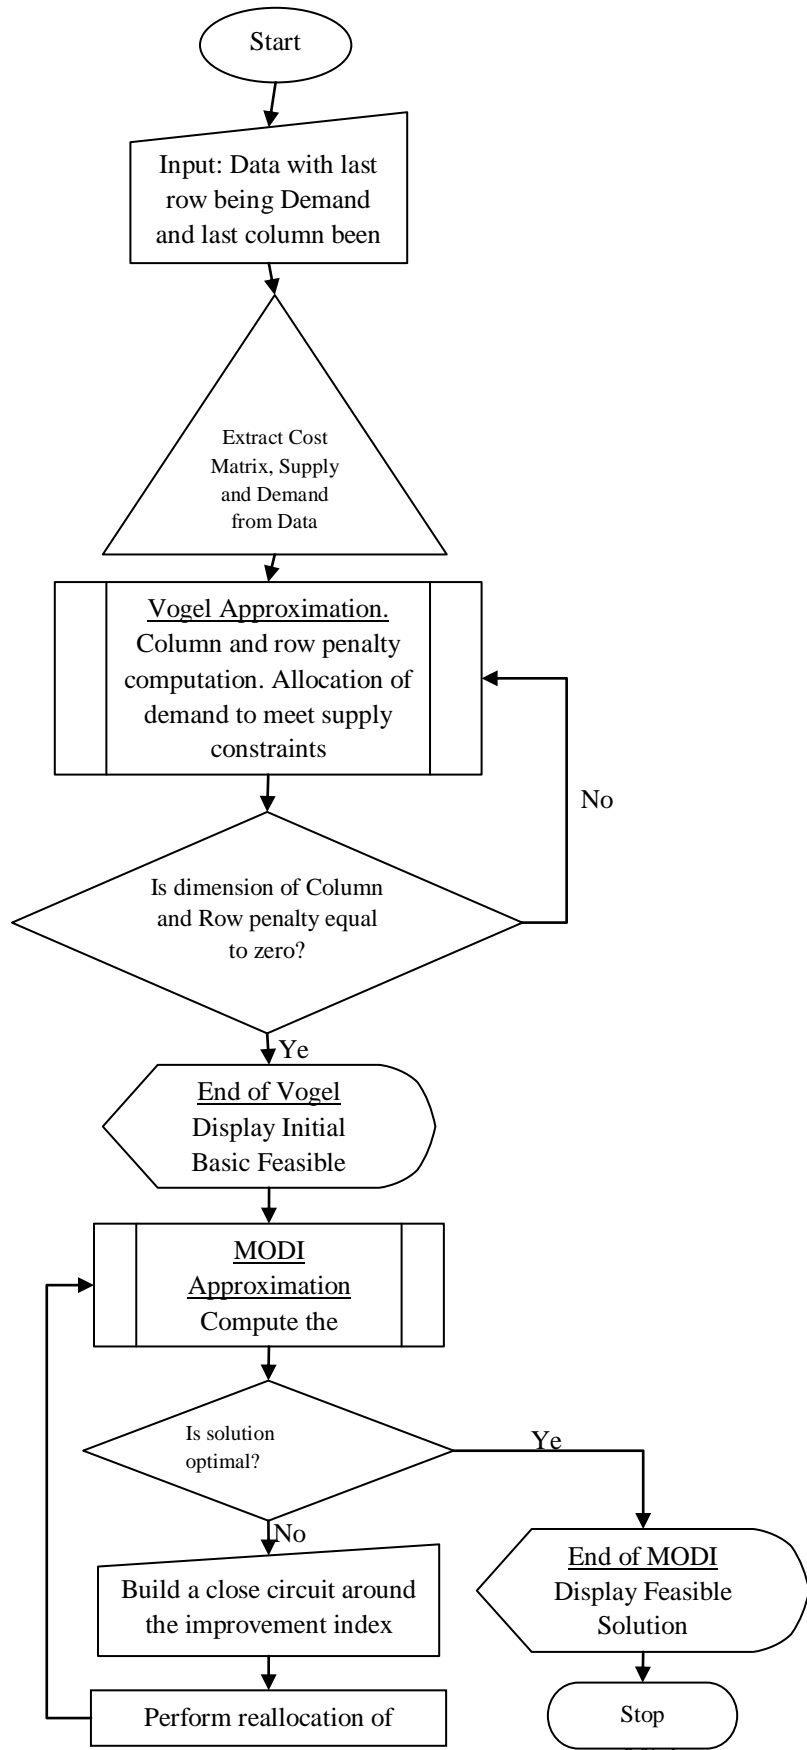 Start
Input: Data with last
row being Demand
and last column been
Extract Cost
Matrix, Supply
and Demand
from Data
Vogel Approximation.
Column and row penalty
computation. Allocation of
demand to meet supply
constraints
No
Is dimension of Column
and Row penalty equal
to zero?
Ye
End of Vogel
Display Initial
Basic Feasible
MODI
Approximation
Compute the
Is solution
optimal?
Ye
No
End of MODI
Display Feasible
Solution
Build a close circuit around
the improvement index
Perform reallocation of
Stop